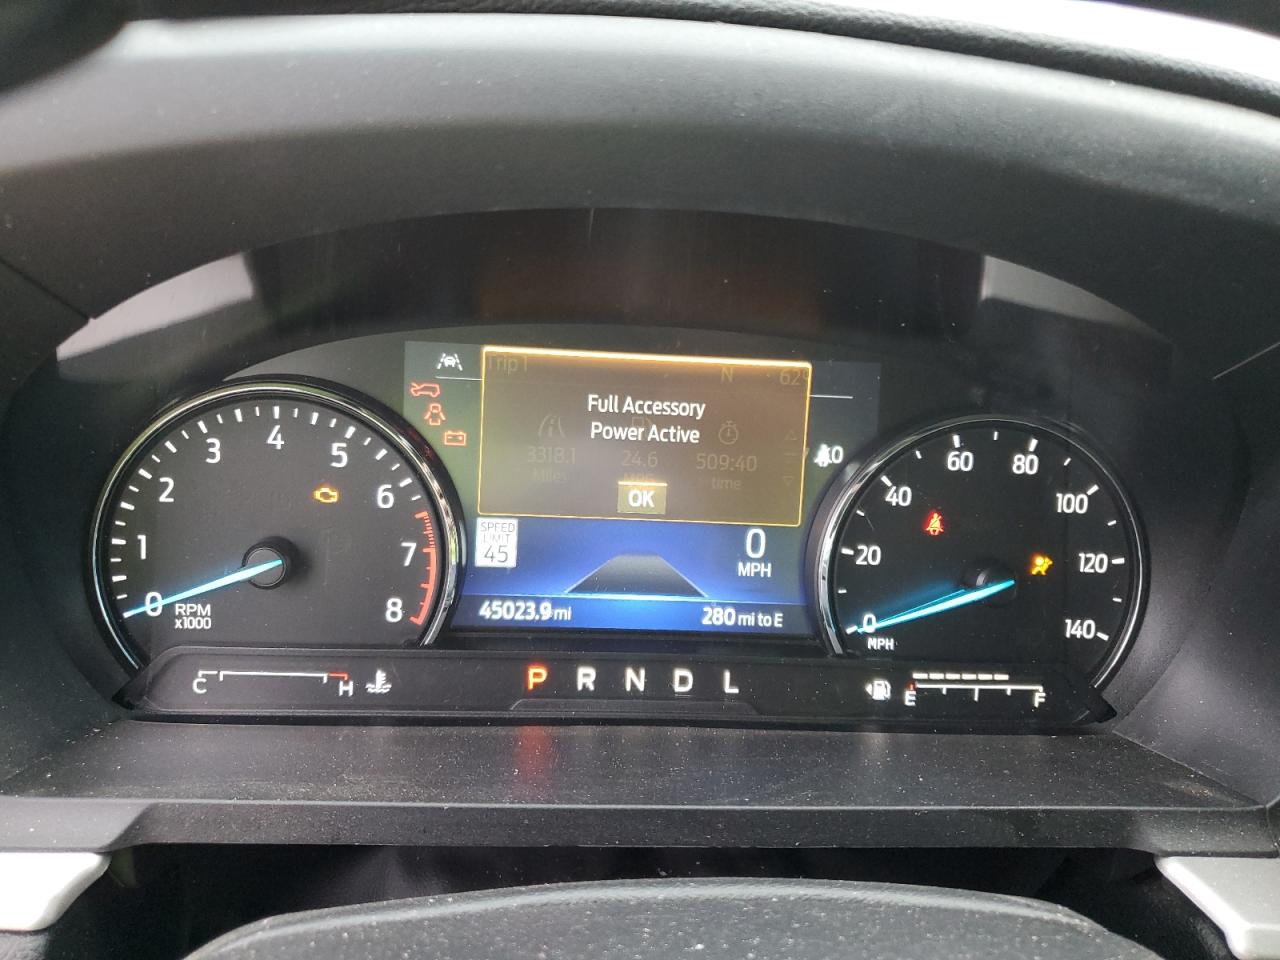 Trip 1
N
629
Full Accessory
Power Active
3318.1
24.6
509:40
Miles
MPG
time
OK
SPEED
LIMIT
45
0
MPH
45023.9 mi
280 mi to E
0
1
2
3
4
5
6
7
8
RPM
x1000
0
20
40
60
80
100
120
140
MPH
C
H
P R N D L
E
F